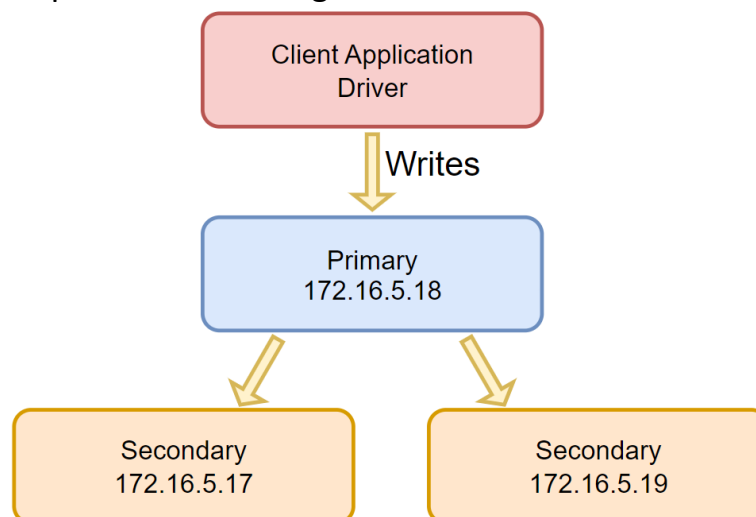 Client Application
Driver
Writes
Primary
172.16.5.18
Secondary
172.16.5.17
Secondary
172.16.5.19